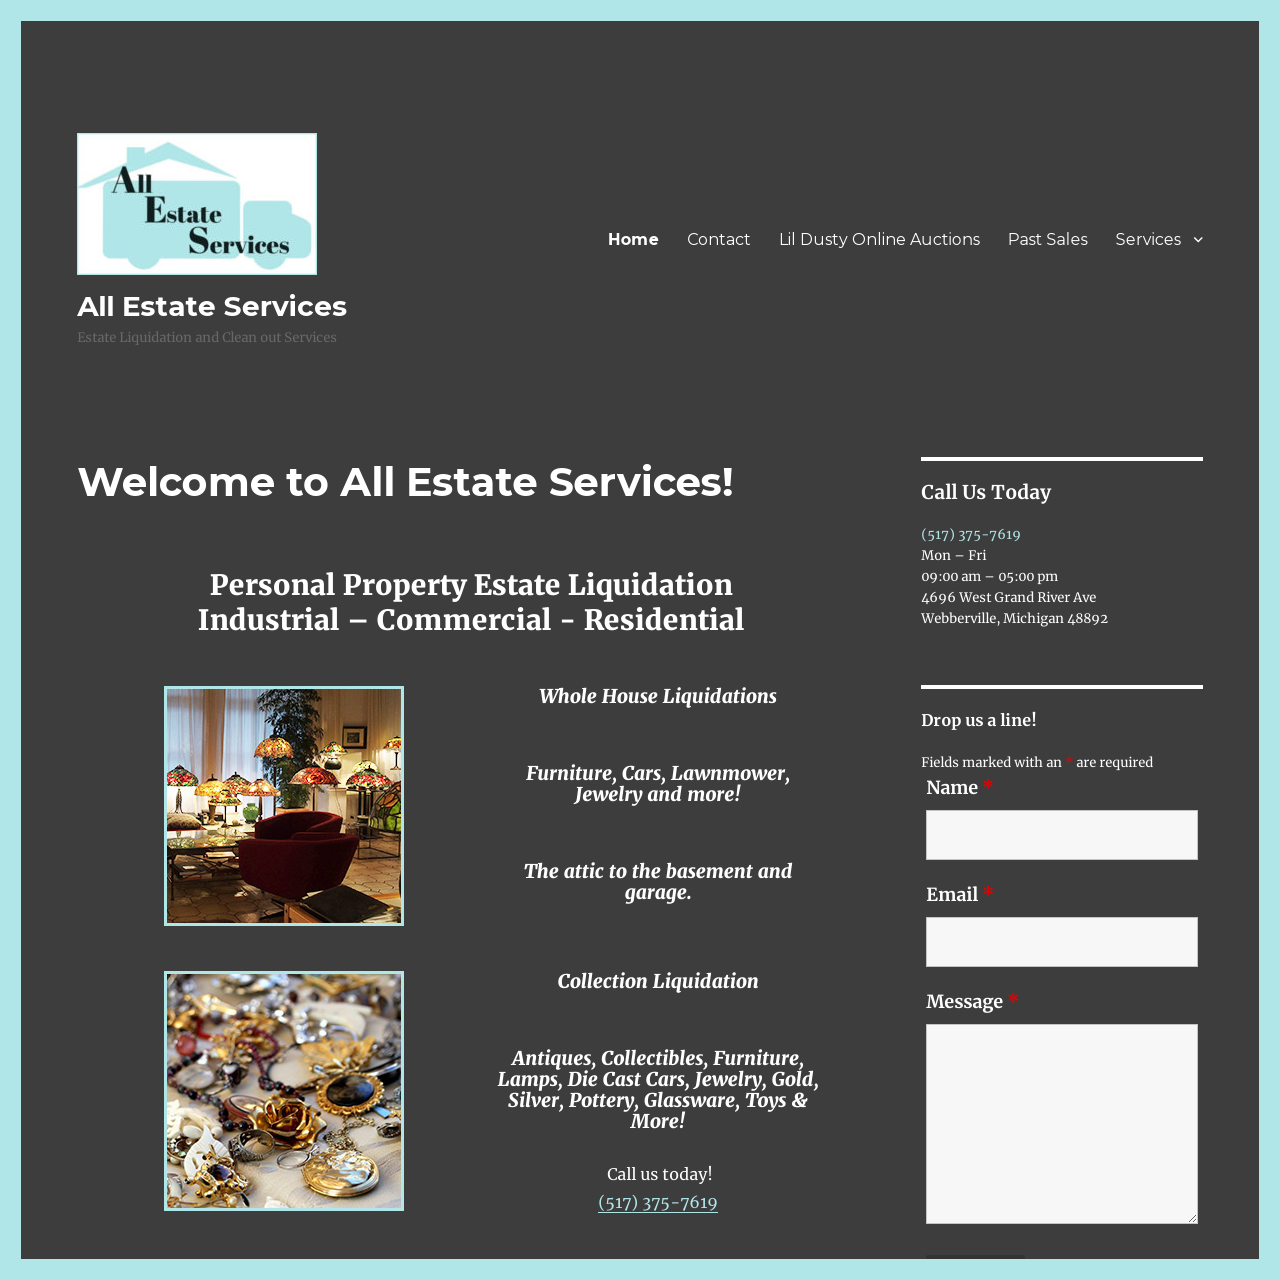 All
Estate
Services
All Estate Services
Estate Liquidation and Clean out Services
Home
Contact
Lil Dusty Online Auctions
Past Sales
Services
Welcome to All Estate Services!
Personal Property Estate Liquidation
Industrial – Commercial - Residential
Whole House Liquidations
Furniture, Cars, Lawnmower,
Jewelry and more!
The attic to the basement and
garage.
Collection Liquidation
Antiques, Collectibles, Furniture,
Lamps, Die Cast Cars, Jewelry, Gold,
Silver, Pottery, Glassware, Toys &
More!
Call us today!
(517) 375-7619
Call Us Today
(517) 375-7619
Mon – Fri
09:00 am – 05:00 pm
4696 West Grand River Ave
Webberville, Michigan 48892
Drop us a line!
Fields marked with an * are required
Name *
Email *
Message *